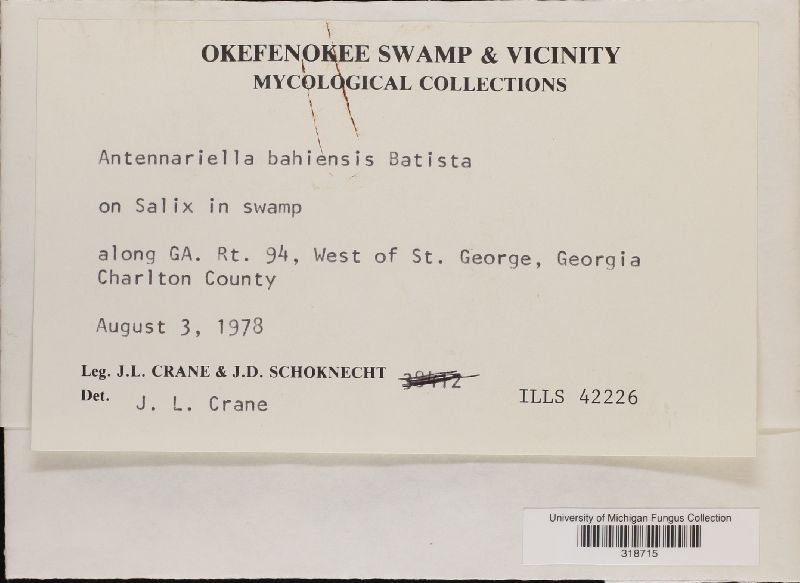 OKEFENOKEE SWAMP & VICINITY
MYCOLOGICAL COLLECTIONS
Antennariella bahiensis Batista
on Salix in swamp
along GA. Rt. 94, West of St. George, Georgia
Charlton County
August 3, 1978
Leg. J.L. CRANE & J.D. SCHOKNECHT
Det. J. L. Crane
ILLS 42226
University of Michigan Fungus Collection
318715